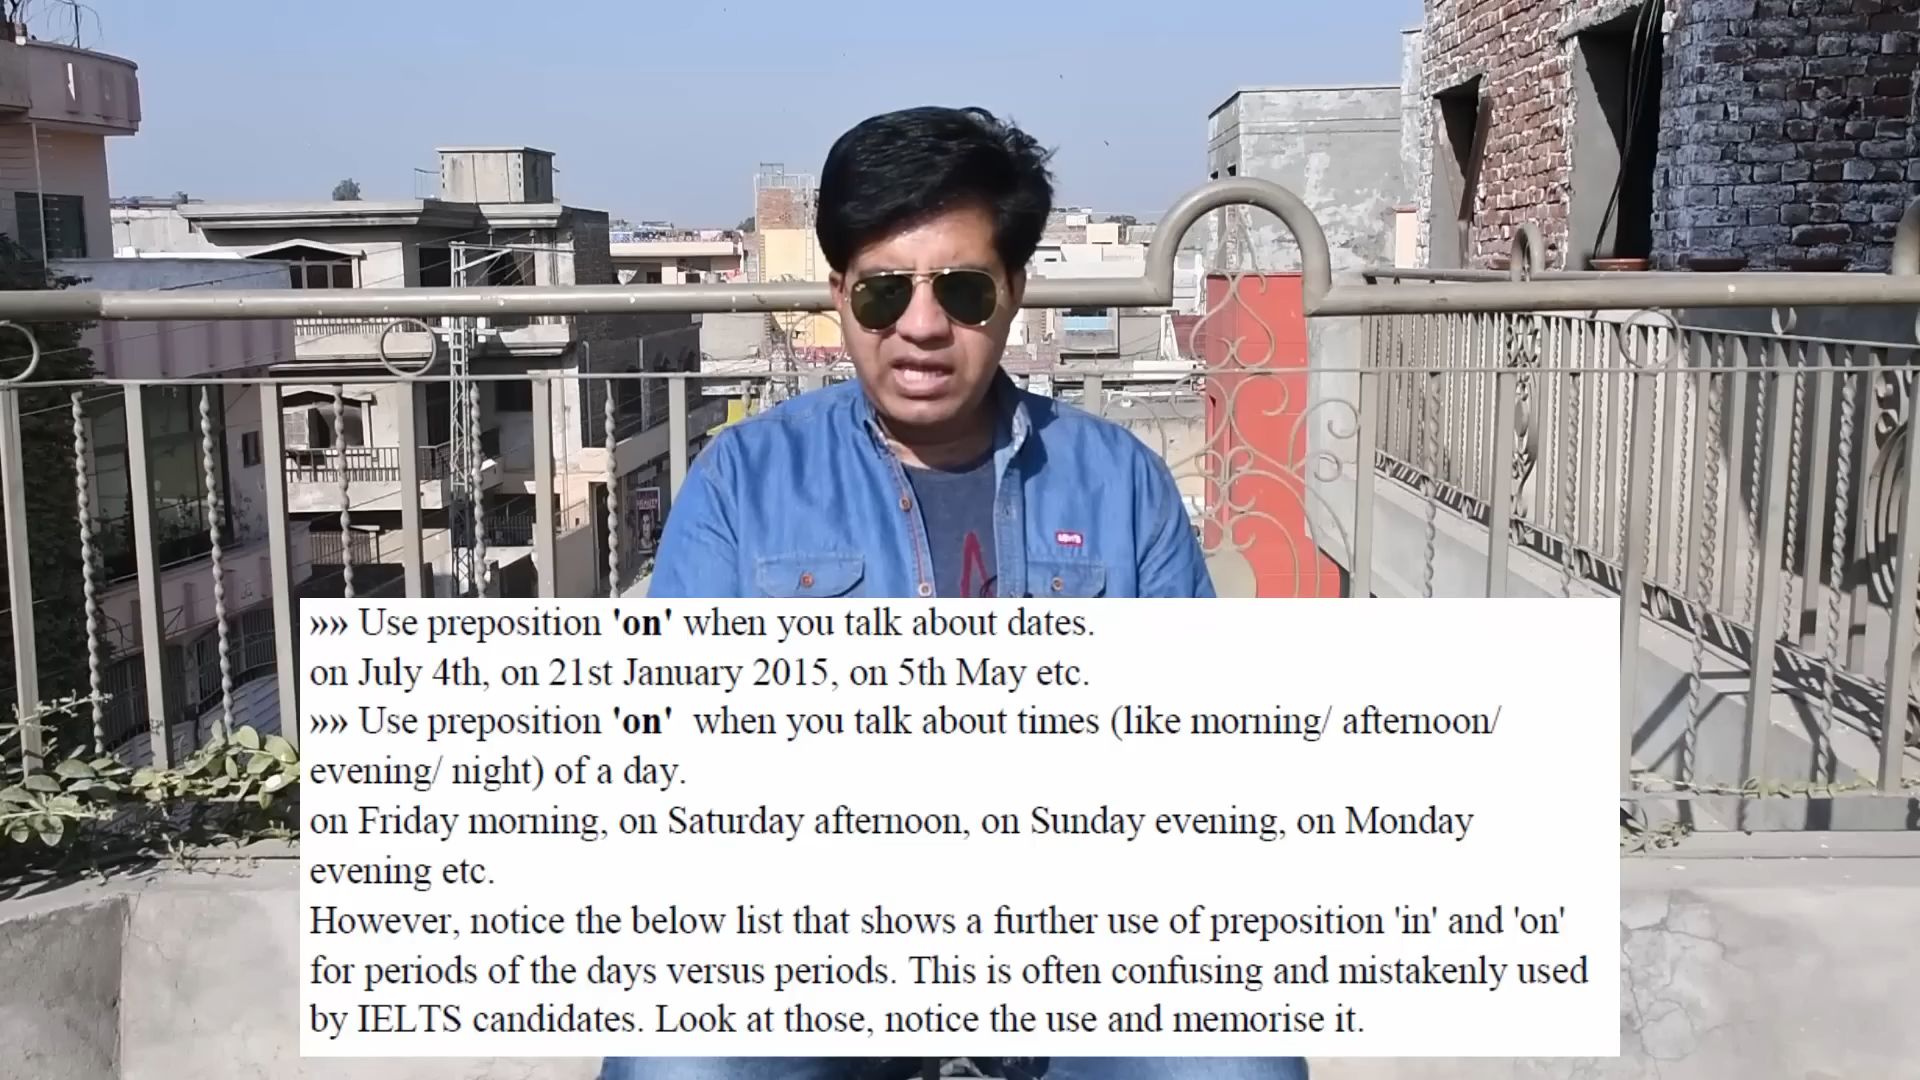 »» Use preposition 'on' when you talk about dates.
on July 4th, on 21st January 2015, on 5th May etc.
»» Use preposition 'on' when you talk about times (like morning/ afternoon/
evening/ night) of a day.
on Friday morning, on Saturday afternoon, on Sunday evening, on Monday
evening etc.
However, notice the below list that shows a further use of preposition 'in' and 'on'
for periods of the days versus periods. This is often confusing and mistakenly used
by IELTS candidates. Look at those, notice the use and memorise it.